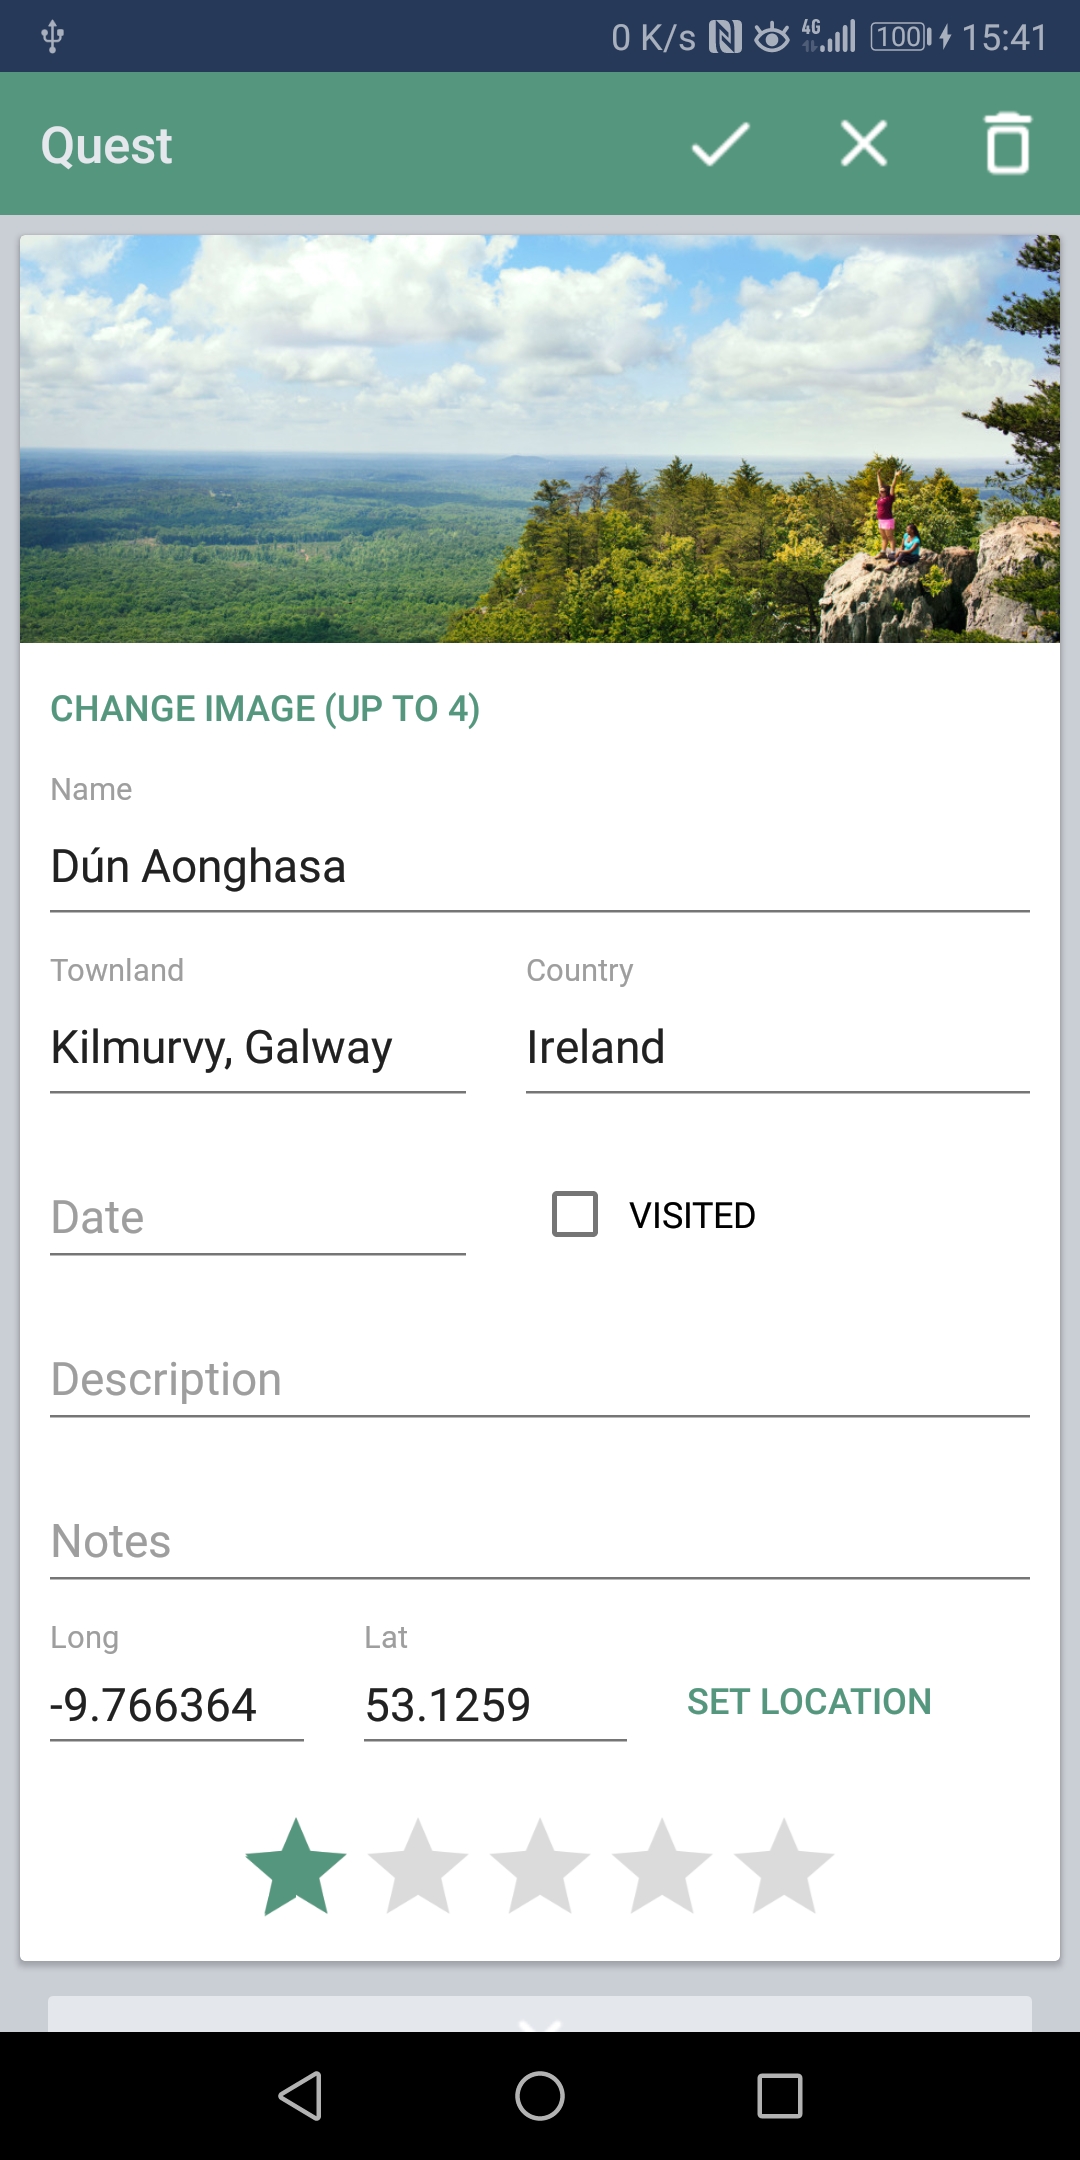 0 K/s 4G 100 15:41
Quest
CHANGE IMAGE (UP TO 4)
Name
Dún Aonghasa
Townland Country
Kilmurvy, Galway Ireland
Date VISITED
Description
Notes
Long Lat
-9.766364 53.1259 SET LOCATION